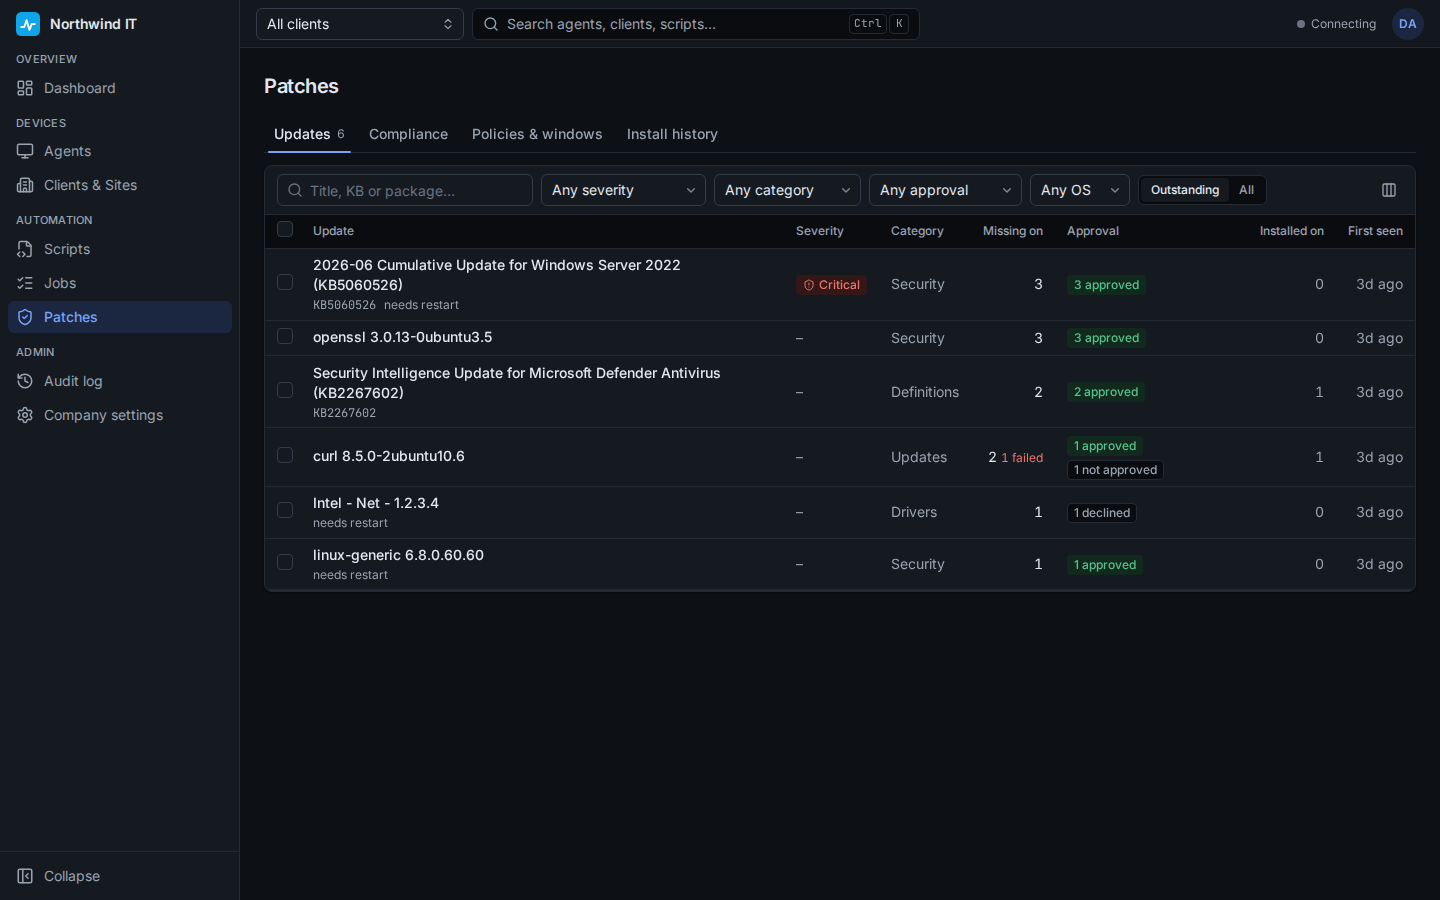 Northwind IT
All clients
Search agents, clients, scripts...
Ctrl K
Connecting
DA
OVERVIEW
Dashboard
DEVICES
Agents
Clients & Sites
AUTOMATION
Scripts
Jobs
Patches
ADMIN
Audit log
Company settings
Collapse
Patches
Updates 6
Compliance
Policies & windows
Install history
Title, KB or package...
Any severity
Any category
Any approval
Any OS
Outstanding
All
Update Severity Category Missing on Approval Installed on First seen
2026-06 Cumulative Update for Windows Server 2022
(KB5060526)
KB5060526 needs restart
Critical Security 3 3 approved 0 3d ago
openssl 3.0.13-0ubuntu3.5 – Security 3 3 approved 0 3d ago
Security Intelligence Update for Microsoft Defender Antivirus
(KB2267602)
KB2267602
– Definitions 2 2 approved 1 3d ago
curl 8.5.0-2ubuntu10.6 – Updates 2 1 failed 1 approved
1 not approved
1 3d ago
Intel - Net - 1.2.3.4
needs restart
– Drivers 1 1 declined 0 3d ago
linux-generic 6.8.0.60.60
needs restart
– Security 1 1 approved 0 3d ago